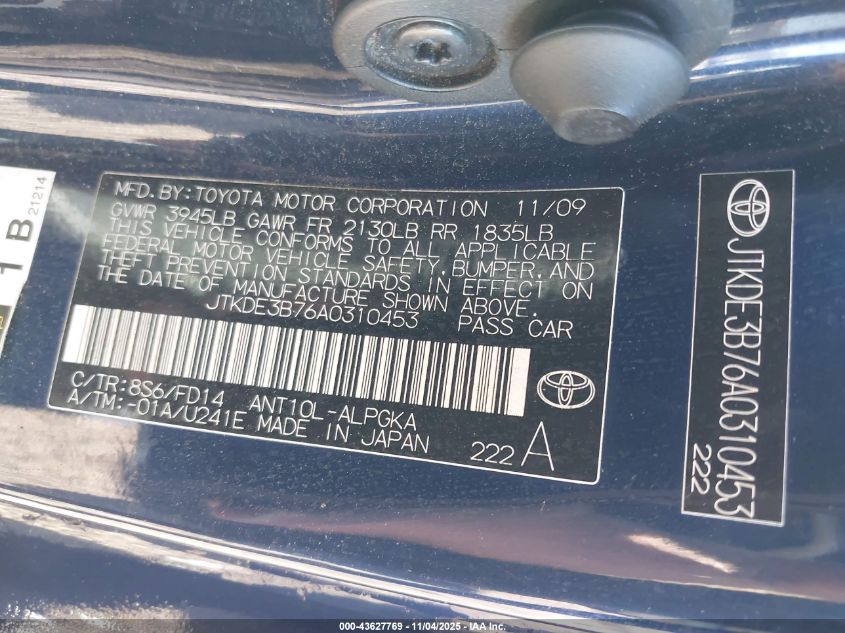 1 B
21214
MFD. BY: TOYOTA MOTOR CORPORATION 11/09
GVWR 3945LB GAWR FR 2130LB RR 1835LB
THIS VEHICLE CONFORMS TO ALL APPLICABLE
FEDERAL MOTOR VEHICLE SAFETY, BUMPER, AND
THEFT PREVENTION STANDARDS IN EFFECT ON
THE DATE OF MANUFACTURE SHOWN ABOVE.
JTKDE3B76A0310453 PASS CAR
C/TR: 8S6/FD14 ANT10L-ALPGKA
A/TM: -01A/U241E MADE IN JAPAN
222 A
JTKDE3B76A0310453
222
000-43627769 - 11/04/2025 - IAA Inc.